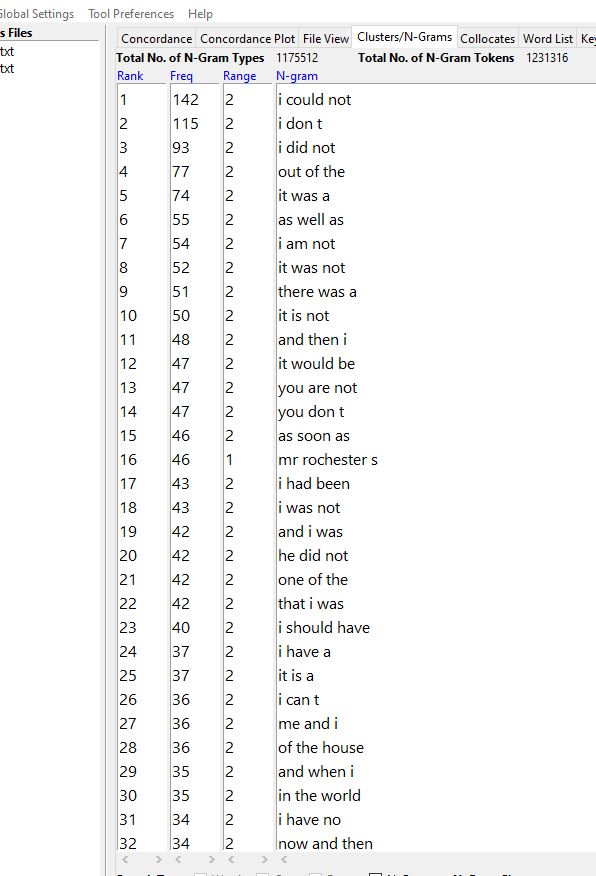 Global Settings Tool Preferences Help
s Files
txt
txt
Concordance Concordance Plot File View Clusters/N-Grams Collocates Word List Key
Total No. of N-Gram Types 1175512 Total No. of N-Gram Tokens 1231316
Rank Freq Range N-gram
1 142 2 i could not
2 115 2 i don t
3 93 2 i did not
4 77 2 out of the
5 74 2 it was a
6 55 2 as well as
7 54 2 i am not
8 52 2 it was not
9 51 2 there was a
10 50 2 it is not
11 48 2 and then i
12 47 2 it would be
13 47 2 you are not
14 47 2 you don t
15 46 2 as soon as
16 46 1 mr rochester s
17 43 2 i had been
18 43 2 i was not
19 42 2 and i was
20 42 2 he did not
21 42 2 one of the
22 42 2 that i was
23 40 2 i should have
24 37 2 i have a
25 37 2 it is a
26 36 2 i can t
27 36 2 me and i
28 36 2 of the house
29 35 2 and when i
30 35 2 in the world
31 34 2 i have no
32 34 2 now and then